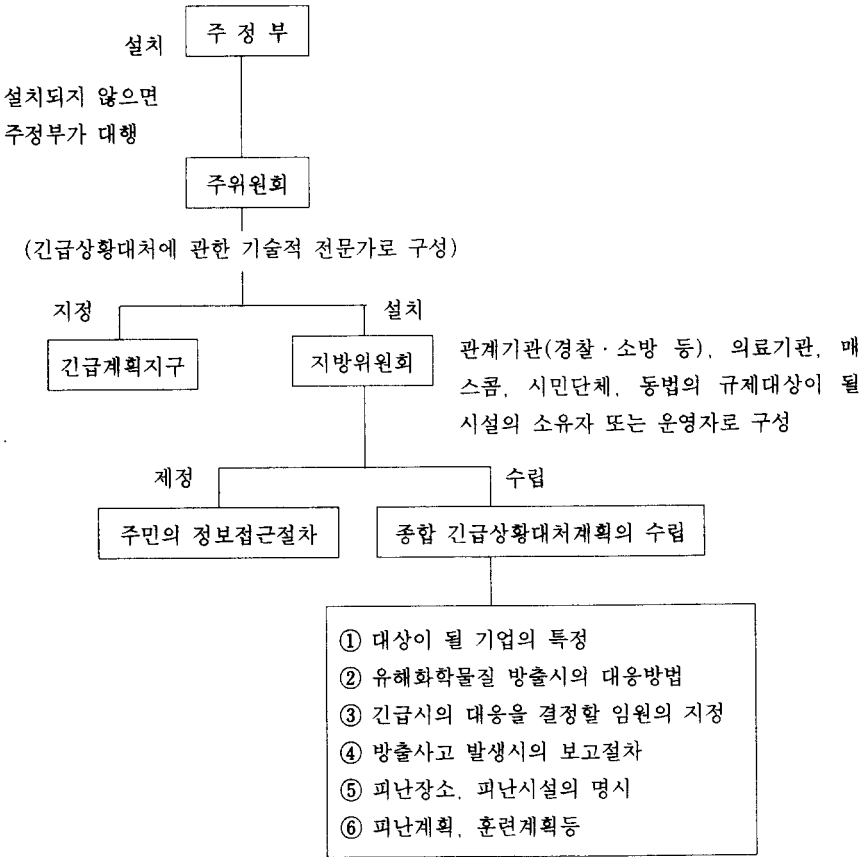 주 정 부
설치
설치되지 않으면
주정부가 대행
주위원회
(긴급상황대처에 관한 기술적 전문가로 구성)
지정
설치
긴급계획지구
지방위원회
관계기관(경찰·소방 등), 의료기관, 매
스콤, 시민단체, 동법의 규제대상이 될
시설의 소유자 또는 운영자로 구성
제정
수립
주민의 정보접근절차
종합 긴급상황대처계획의 수립
① 대상이 될 기업의 특정
② 유해화학물질 방출시의 대응방법
③ 긴급시의 대응을 결정할 임원의 지정
④ 방출사고 발생시의 보고절차
⑤ 피난장소, 피난시설의 명시
⑥ 피난계획, 훈련계획등